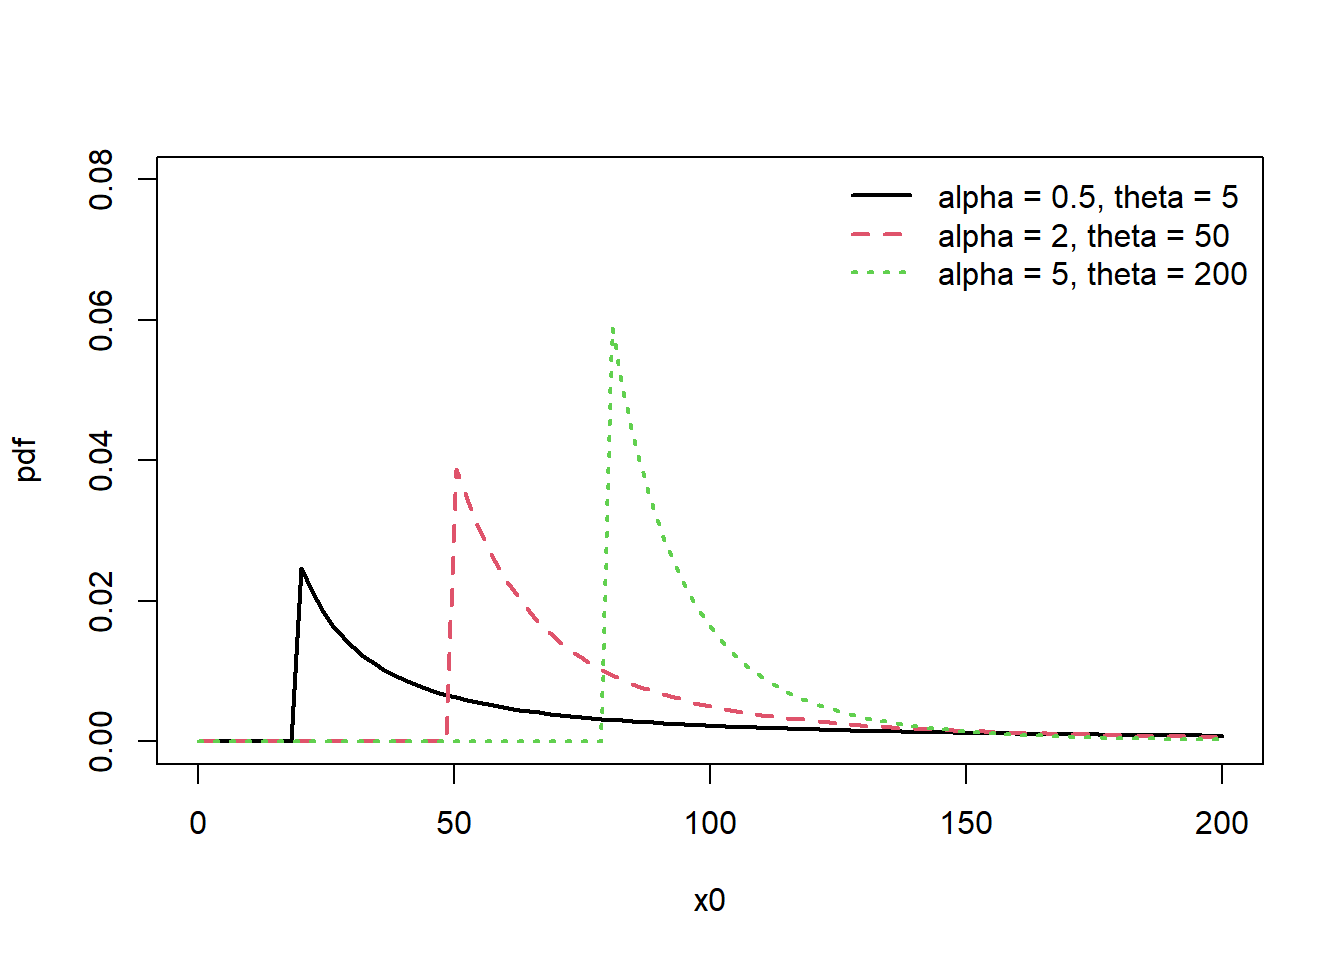 alpha = 0.5, theta = 5
alpha = 2, theta = 50
alpha = 5, theta = 200
0.08
0.06
0.04
0.02
0.00
pdf
0 50 100 150 200
x0